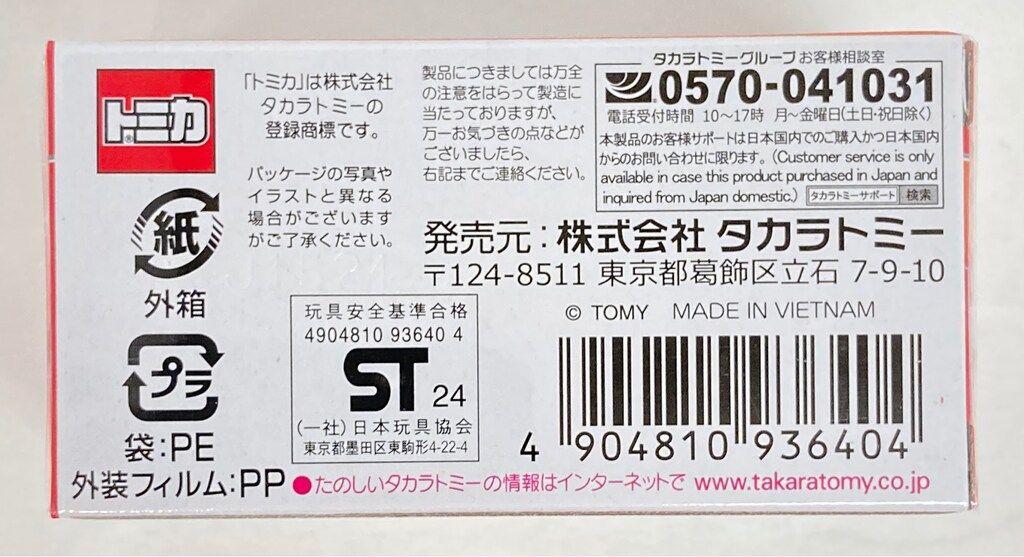 トミカ
®
「トミカ」は株式会社
タカラトミーの
登録商標です。
パッケージの写真や
イラストと異なる
場合がございます
がご了承ください。
製品につきましては万全
の注意をはらって製造に
当たっておりますが、
万一お気づきの点などが
ございましたら、
右記までご連絡ください。
タカラトミーグループお客様相談室
0570-041031
電話受付時間 10〜17時 月〜金曜日(土日・祝日除く)
本製品のお客様サポートは日本国内でのご購入かつ日本国内
からのお問い合わせに限ります。(Customer service is only
available in case this product purchased in Japan and
inquired from Japan domestic.) タカラトミーサポート 検索
発売元:株式会社 タカラトミー
〒124-8511 東京都葛飾区立石 7-9-10
© TOMY MADE IN VIETNAM
紙
外箱
プラ
袋:PE
外装フィルム:PP
玩具安全基準合格
4904810 93640 4
ST 24
(一社)日本玩具協会
東京都墨田区東駒形4-22-4
4 904810 936404
●たのしいタカラトミーの情報はインターネットで www.takaratomy.co.jp